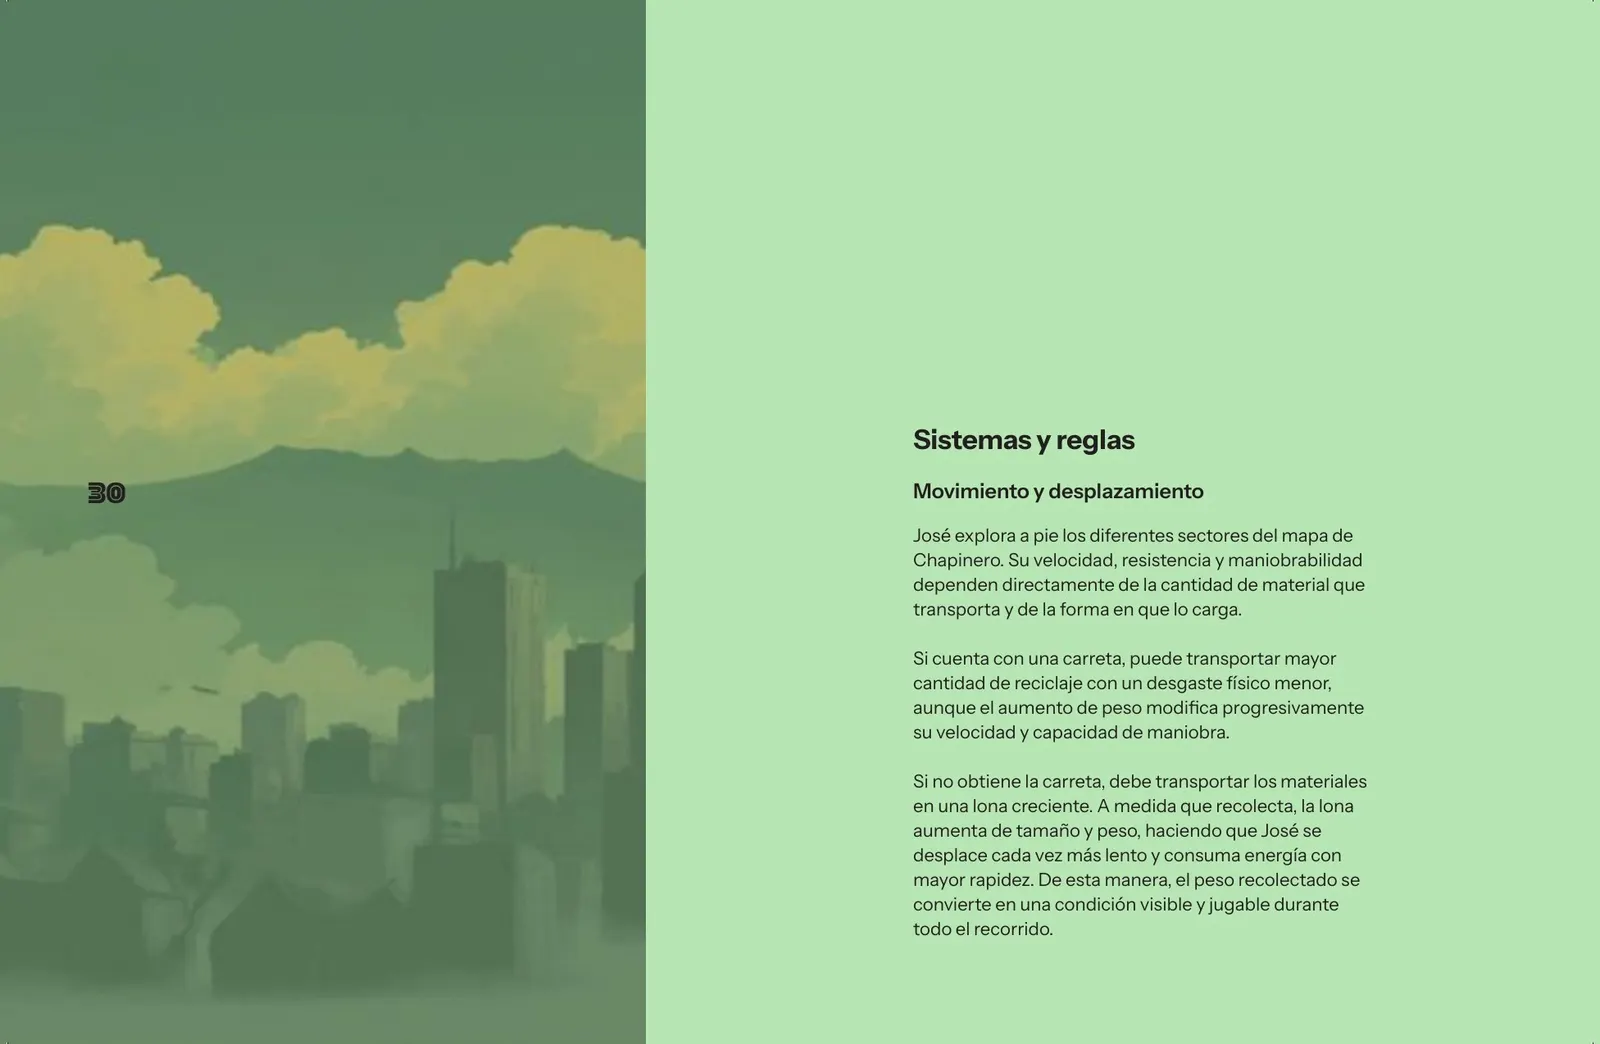 30
Sistemas y reglas
Movimiento y desplazamiento
José explora a pie los diferentes sectores del mapa de
Chapinero. Su velocidad, resistencia y maniobrabilidad
dependen directamente de la cantidad de material que
transporta y de la forma en que lo carga.
Si cuenta con una carreta, puede transportar mayor
cantidad de reciclaje con un desgaste físico menor,
aunque el aumento de peso modifica progresivamente
su velocidad y capacidad de maniobra.
Si no obtiene la carreta, debe transportar los materiales
en una lona creciente. A medida que recolecta, la lona
aumenta de tamaño y peso, haciendo que José se
desplace cada vez más lento y consuma energía con
mayor rapidez. De esta manera, el peso recolectado se
convierte en una condición visible y jugable durante
todo el recorrido.